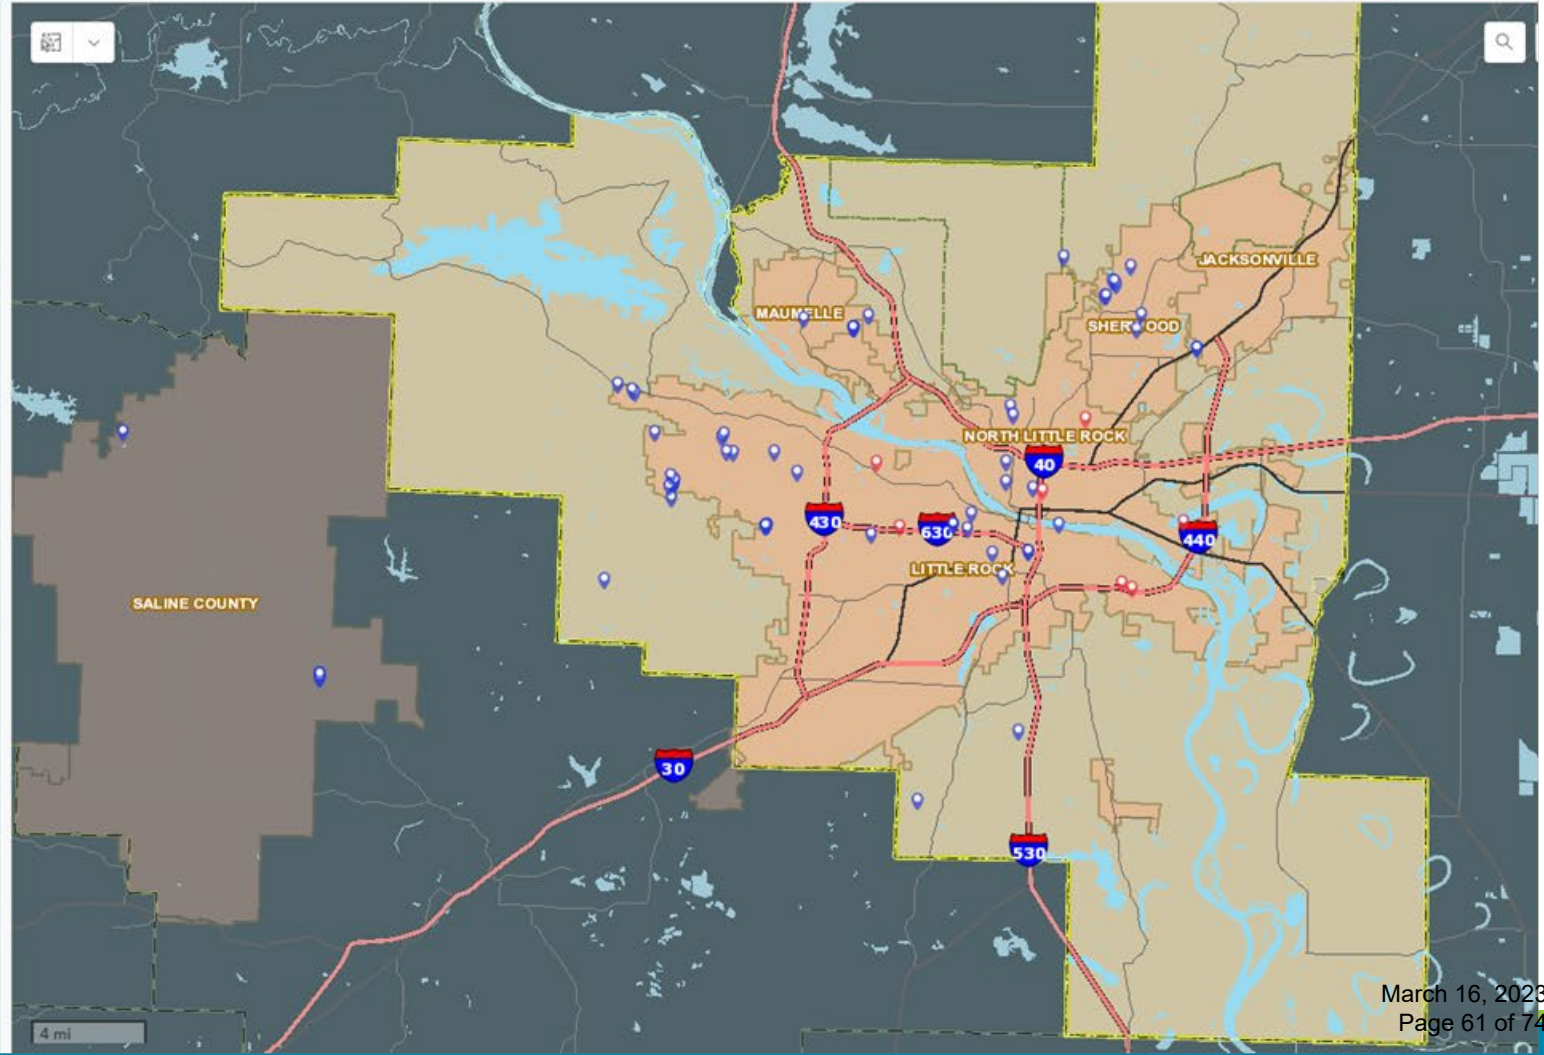 JACKSONVILLE
MAUMELLE
SHERWOOD
NORTH LITTLE ROCK
40
430
630
440
LITTLE ROCK
SALINE COUNTY
30
530
March 16, 2023
Page 61 of 74
4 mi